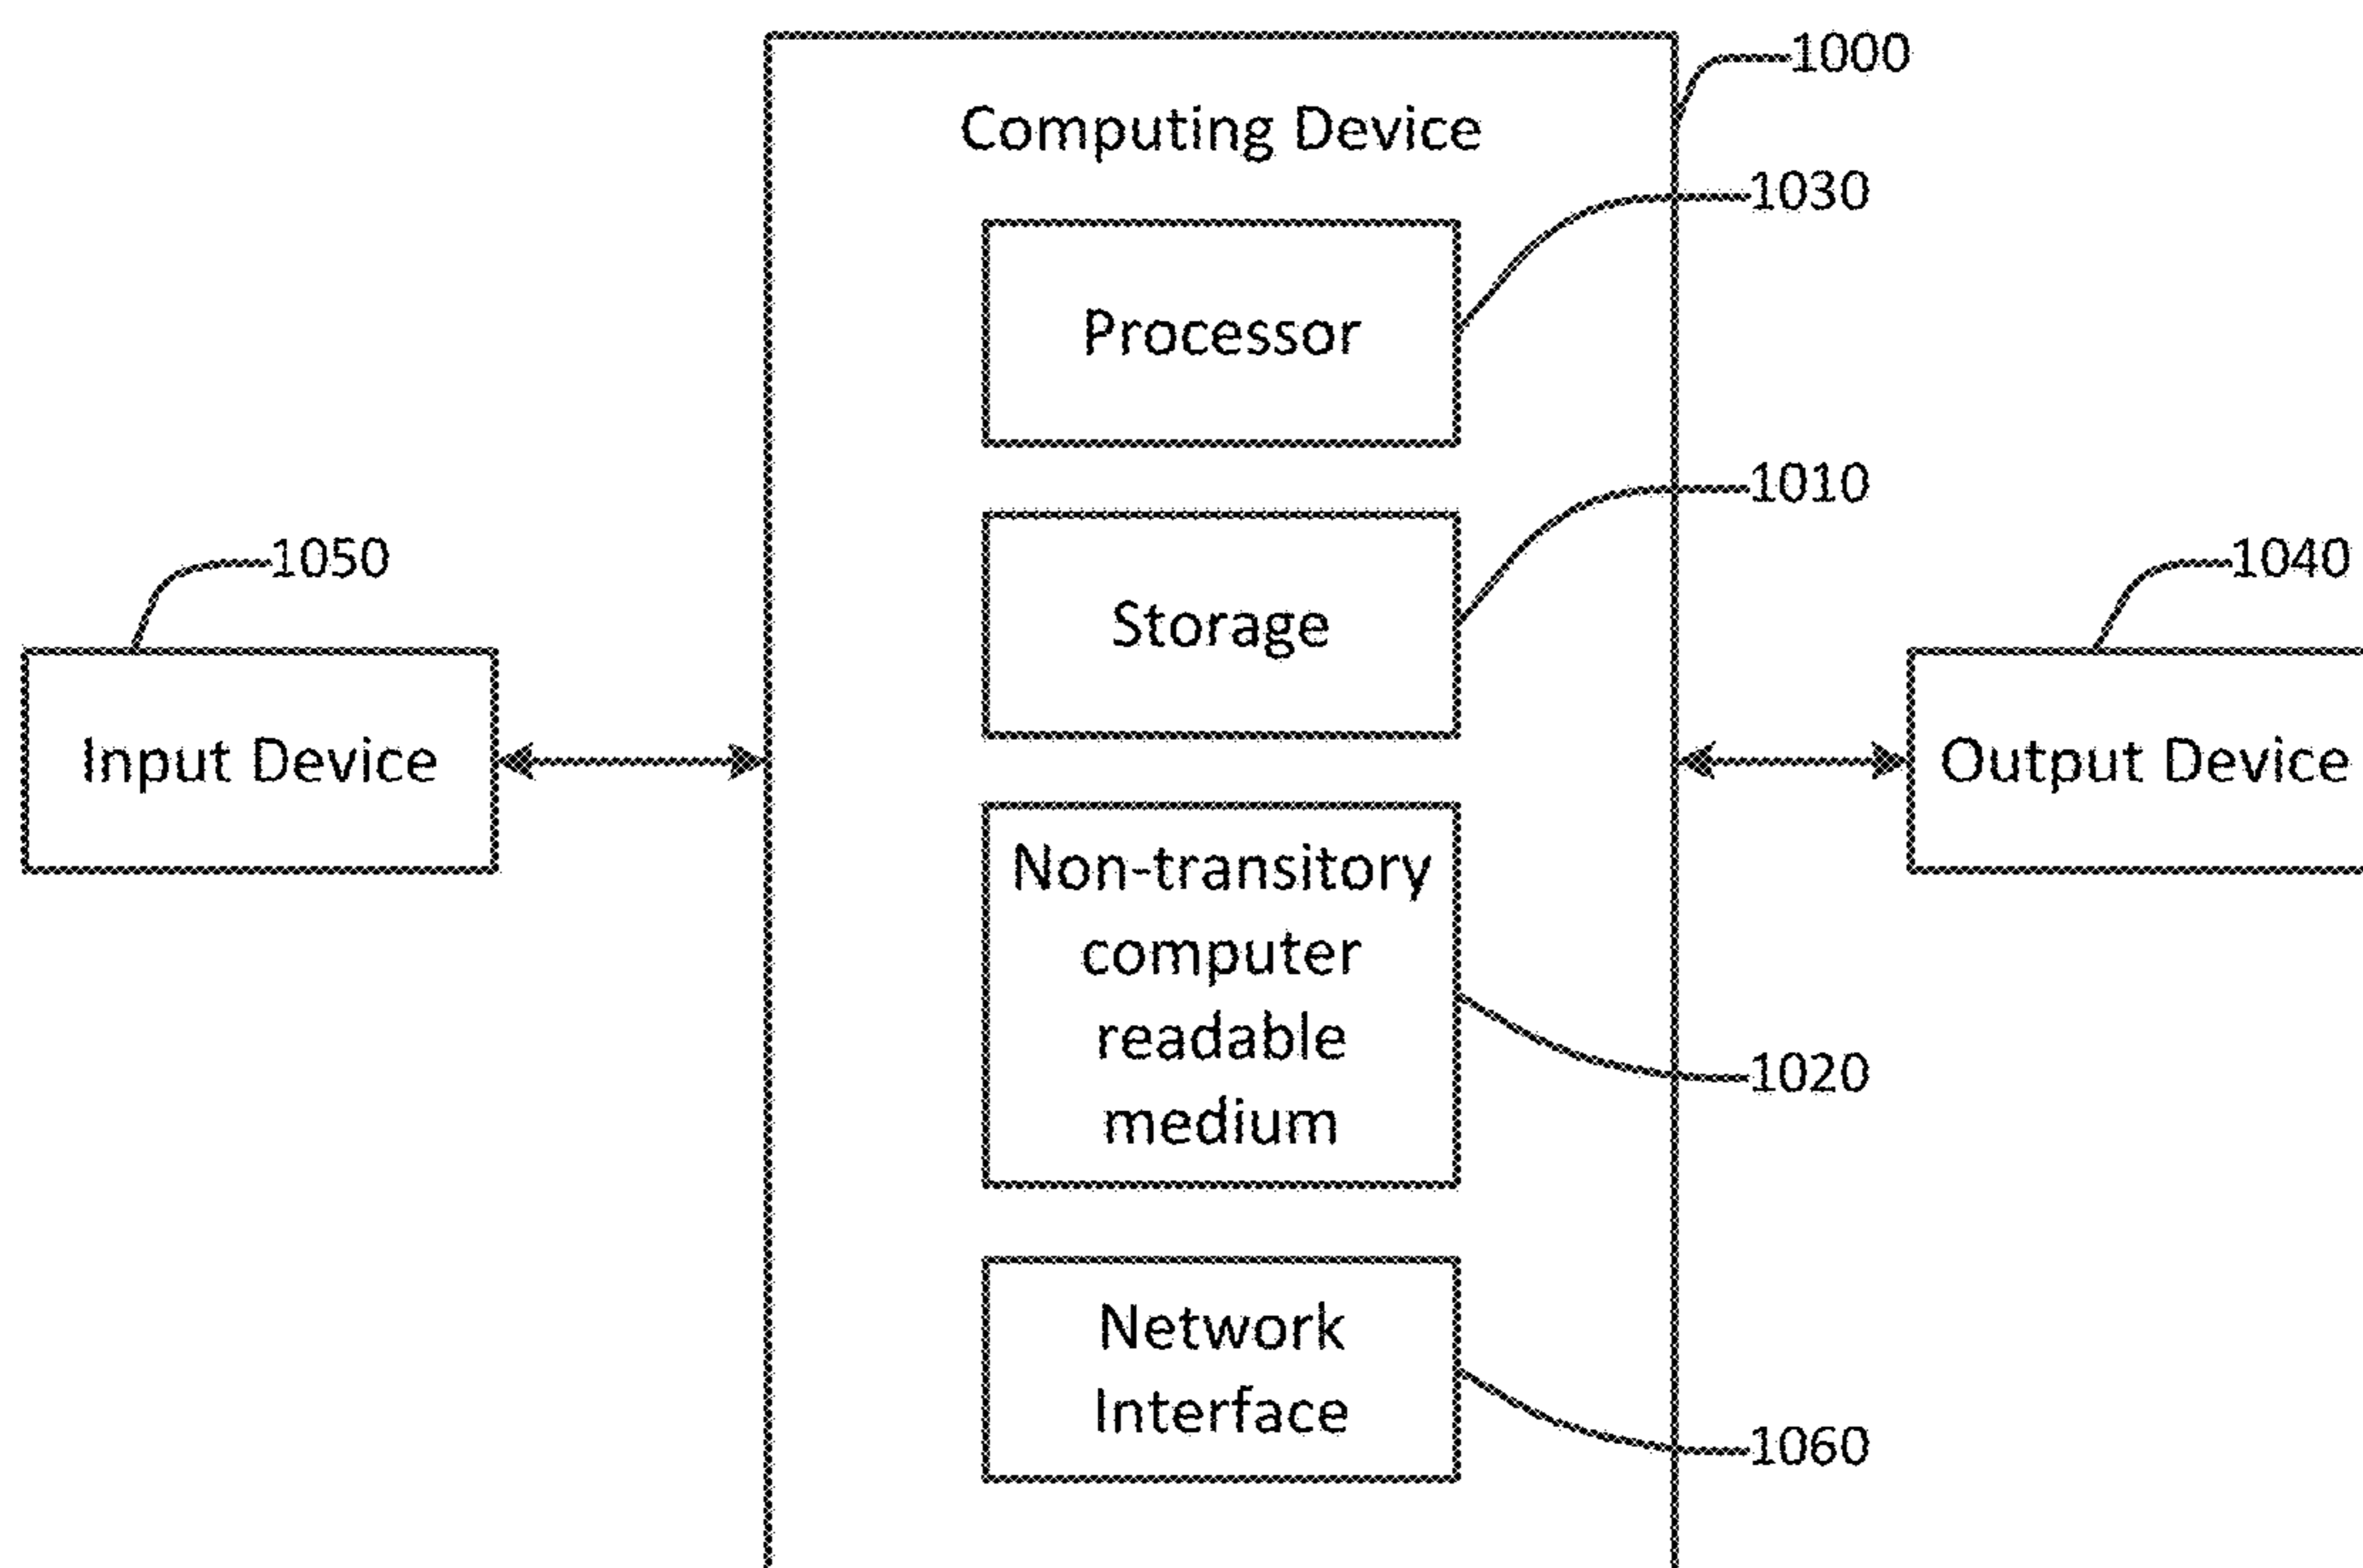 1000
Computing Device
1030
Processor
1010
Storage
1050
Input Device
1040
Output Device
Non-transitory
computer
readable
medium
1020
Network
Interface
1060